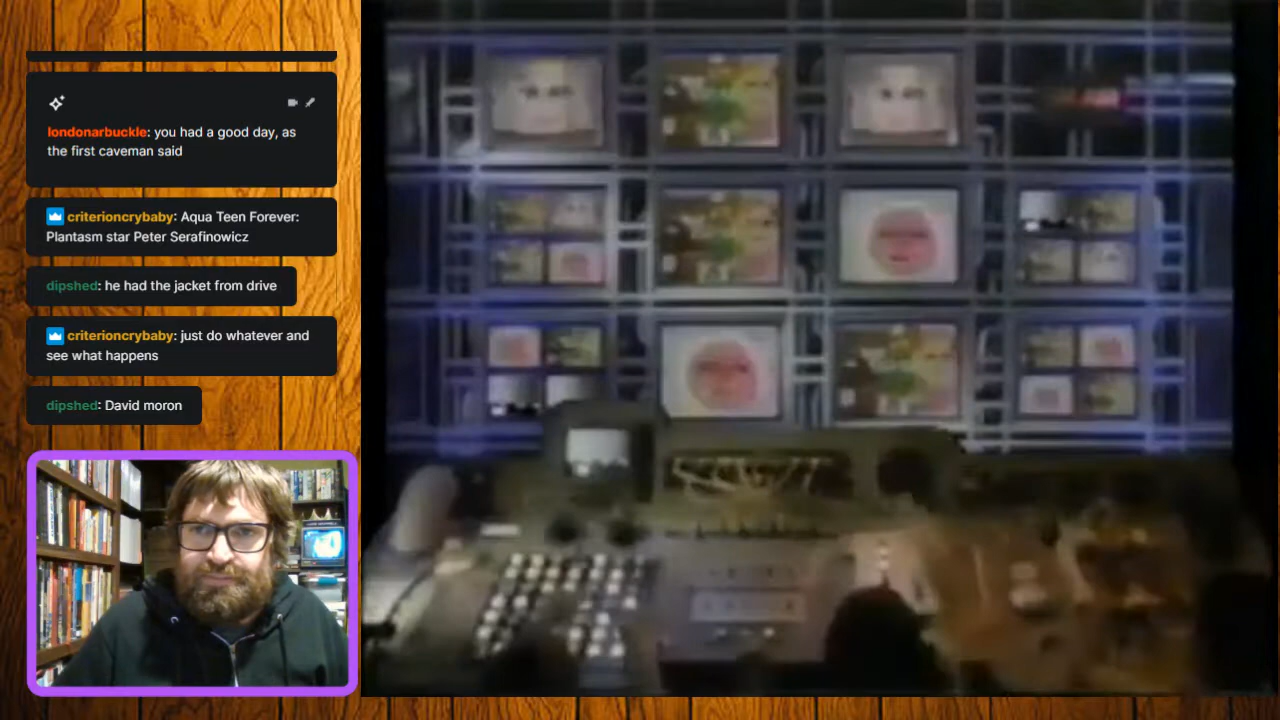 londonarbuckle: you had a good day, as
the first caveman said
criterioncrybaby: Aqua Teen Forever:
Plantasm star Peter Serafinowicz
dipshed: he had the jacket from drive
criterioncrybaby: just do whatever and
see what happens
dipshed: David moron